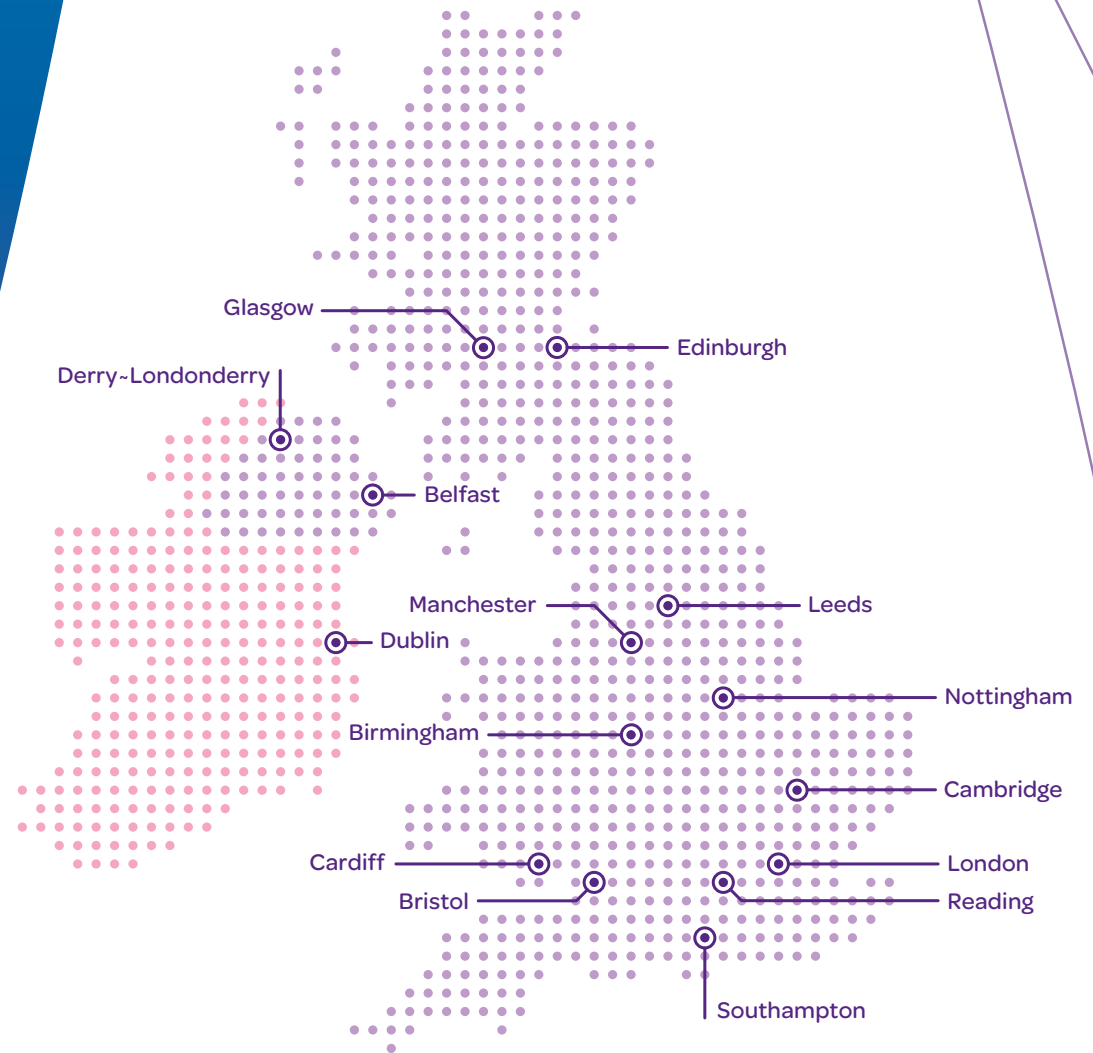 Glasgow
Edinburgh
Derry~Londonderry
Belfast
Manchester
Leeds
Dublin
Nottingham
Birmingham
Cambridge
Cardiff
London
Bristol
Reading
Southampton